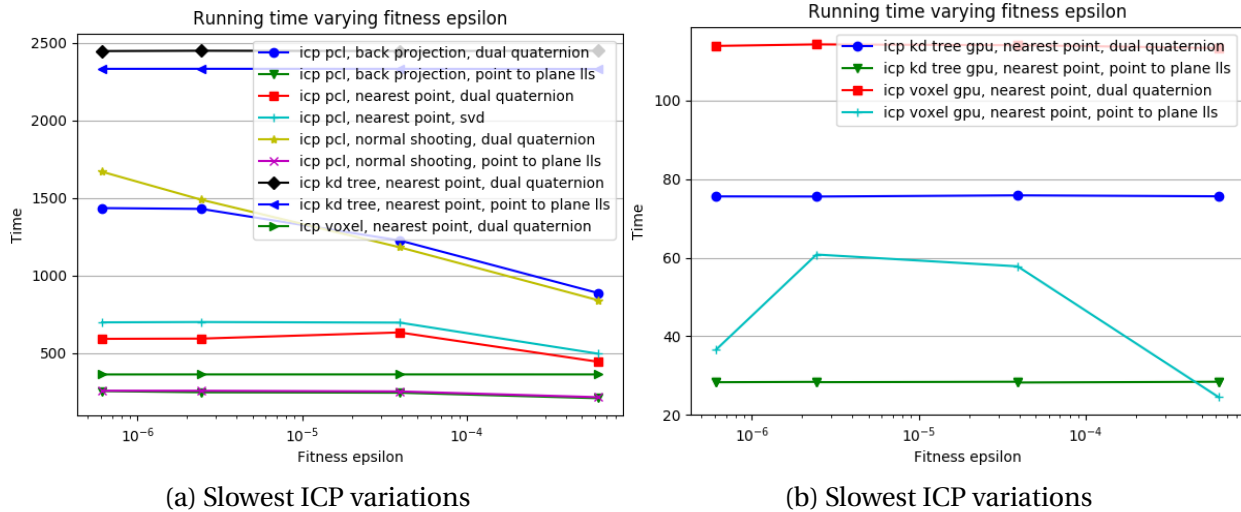 Running time varying fitness epsilon
2500
2000
1500
1000
500
Time
10⁻⁶
10⁻⁵
10⁻⁴
Fitness epsilon
icp pcl, back projection, dual quaternion
icp pcl, back projection, point to plane lls
icp pcl, nearest point, dual quaternion
icp pcl, nearest point, svd
icp pcl, normal shooting, dual quaternion
icp pcl, normal shooting, point to plane lls
icp kd tree, nearest point, dual quaternion
icp kd tree, nearest point, point to plane lls
icp voxel, nearest point, dual quaternion
(a) Slowest ICP variations
Running time varying fitness epsilon
100
80
60
40
20
Time
10⁻⁶
10⁻⁵
10⁻⁴
Fitness epsilon
icp kd tree gpu, nearest point, dual quaternion
icp kd tree gpu, nearest point, point to plane lls
icp voxel gpu, nearest point, dual quaternion
icp voxel gpu, nearest point, point to plane lls
(b) Slowest ICP variations